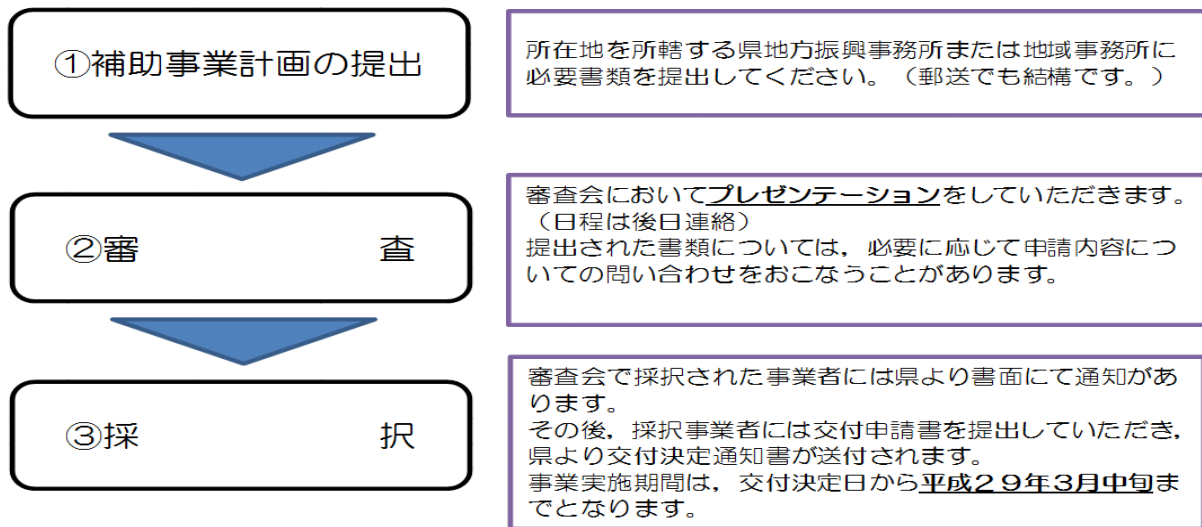 ①補助事業計画の提出
所在地を所轄する県地方振興事務所または地域事務所に
必要書類を提出してください。（郵送でも結構です。）
②審　　　　　査
審査会においてプレゼンテーションをしていただきます。
（日程は後日連絡）
提出された書類については，必要に応じて申請内容につ
いての問い合わせをおこなうことがあります。
③採　　　　　択
審査会で採択された事業者には県より書面にて通知があ
ります。
その後，採択事業者には交付申請書を提出していただき，
県より交付決定通知書が送付されます。
事業実施期間は，交付決定日から平成２９年３月中旬ま
でとなります。